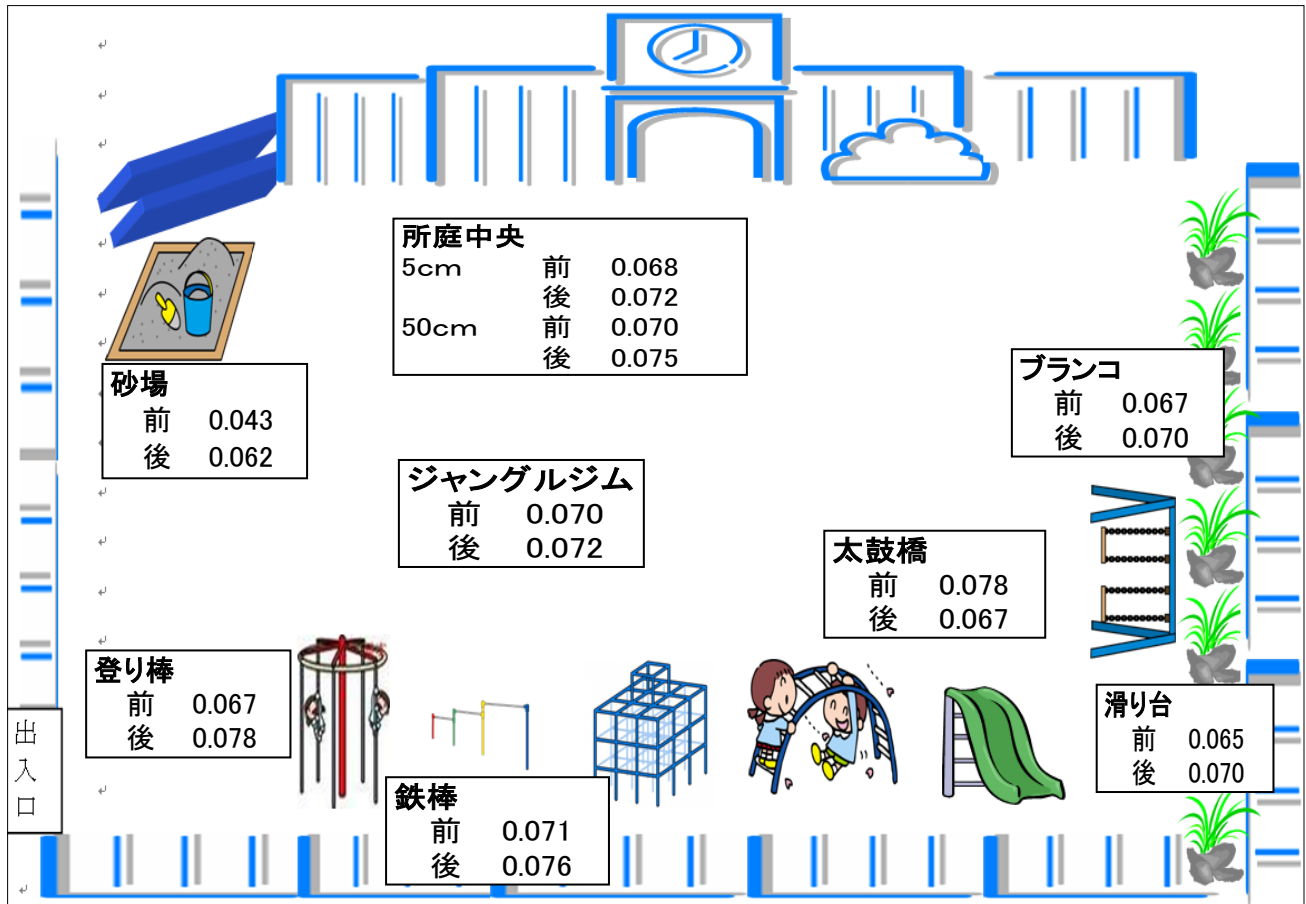 所庭中央
5cm 前 0.068
後 0.072
50cm 前 0.070
後 0.075
砂場
前 0.043
後 0.062
ブランコ
前 0.067
後 0.070
ジャングルジム
前 0.070
後 0.072
太鼓橋
前 0.078
後 0.067
登り棒
前 0.067
後 0.078
滑り台
前 0.065
後 0.070
出入口
鉄棒
前 0.071
後 0.076